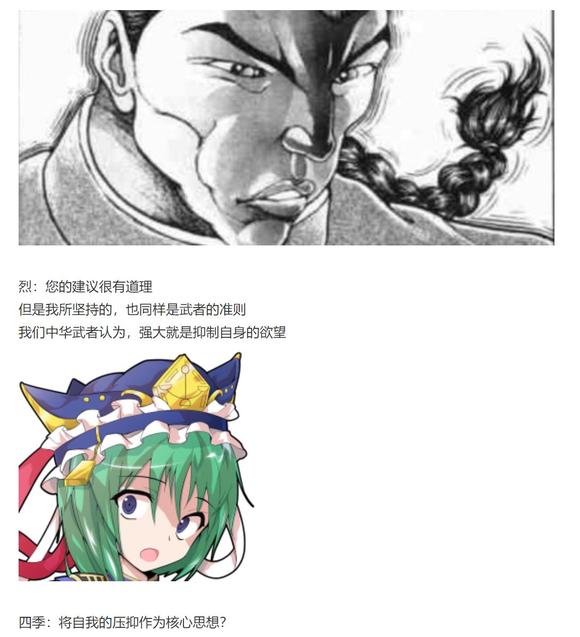 烈：您的建议很有道理
但是我所坚持的，也同样是武者的准则
我们中华武者认为，强大就是抑制自身的欲望
四季：将自我的压抑作为核心思想？